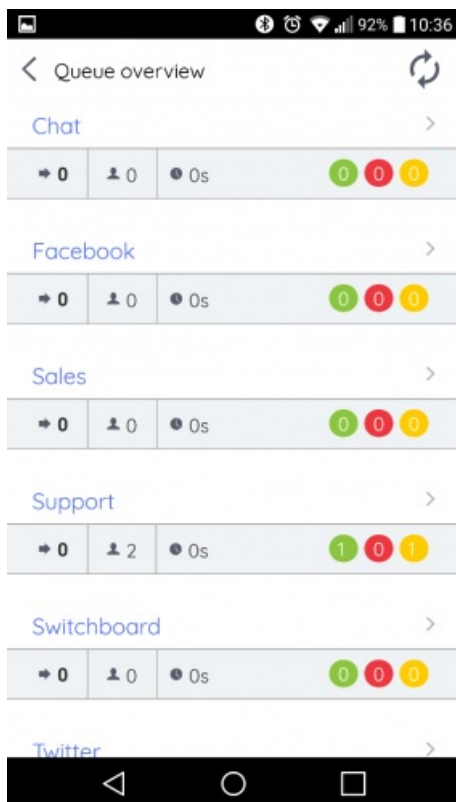 92% 10:36
Queue overview
Chat
0 0 0s 0 0 0
Facebook
0 0 0s 0 0 0
Sales
0 0 0s 0 0 0
Support
0 2 0s 1 0 1
Switchboard
0 0 0s 0 0 0
Twitter